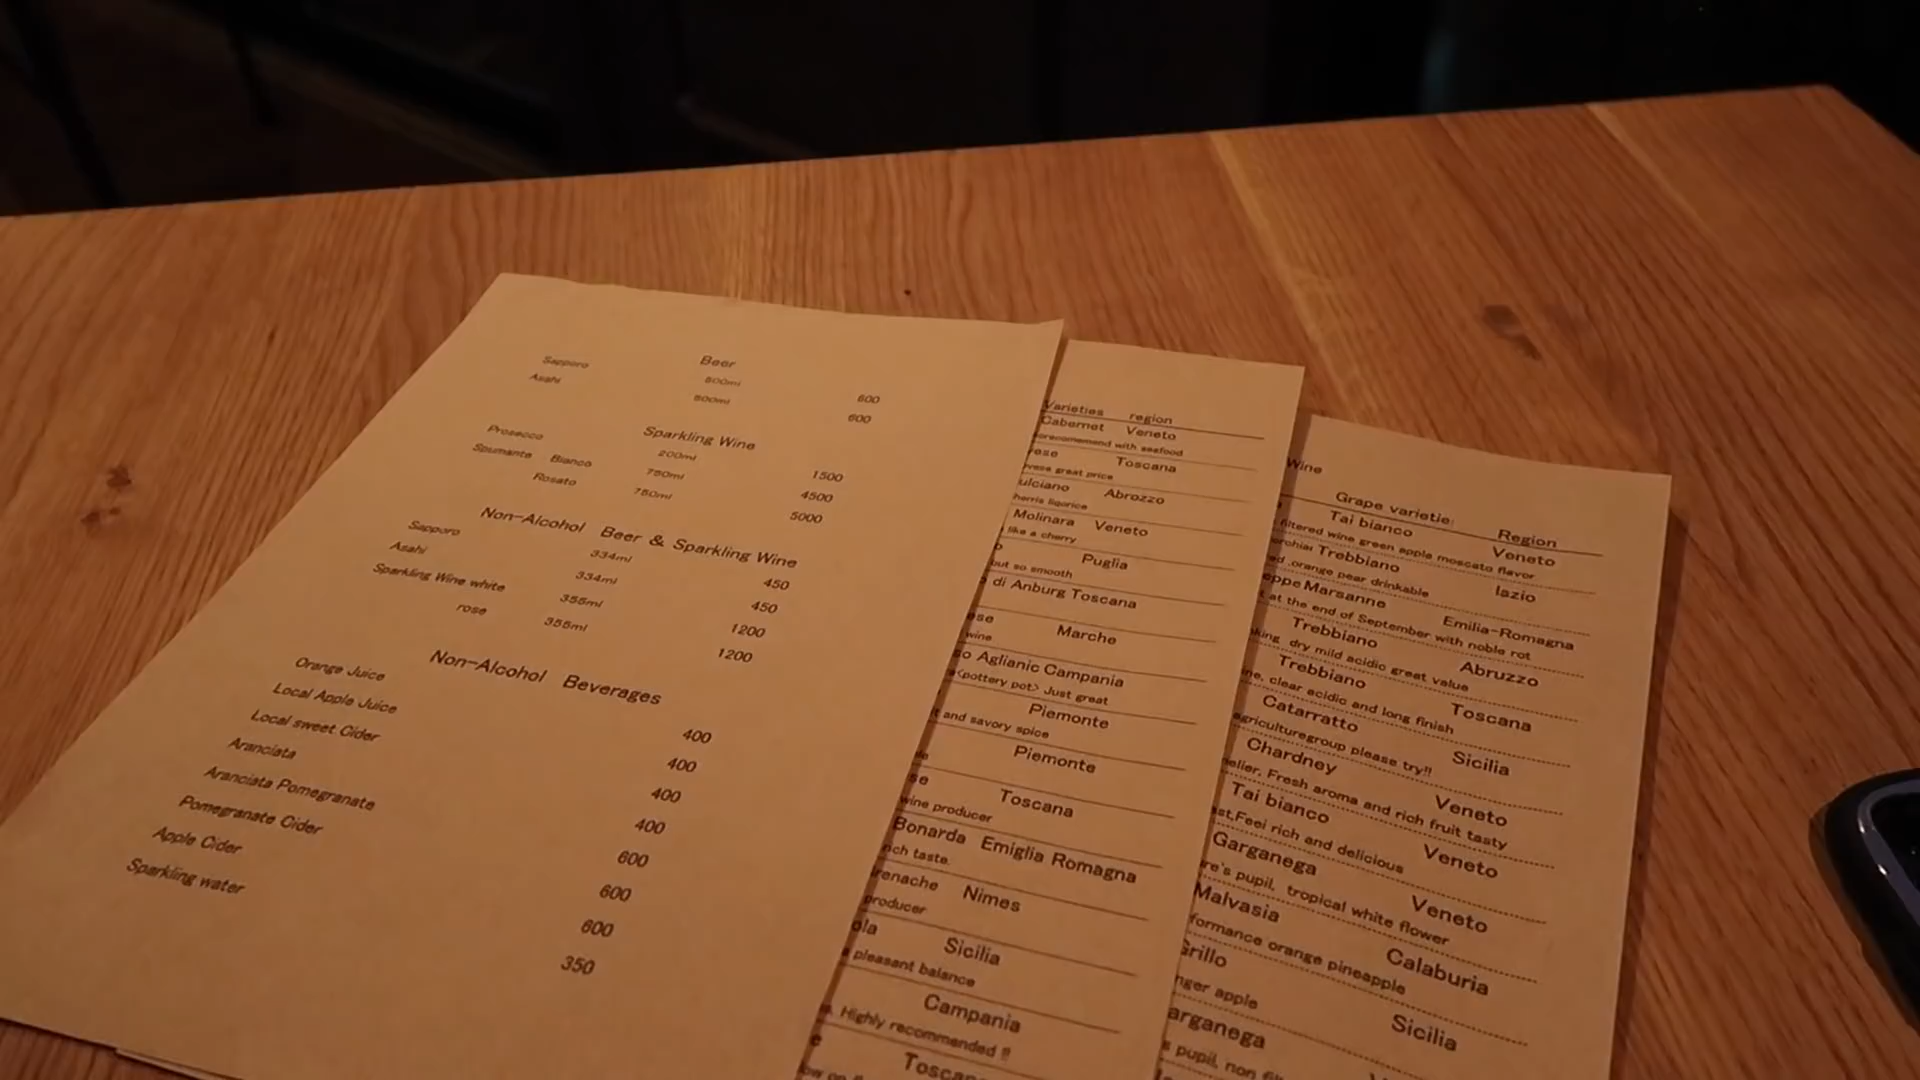 Beer
Sapporo 500ml 600
Asahi 500ml 600
Sparkling Wine
Prosecco 200ml 1500
Spumante Bianco 750ml 4500
Rosato 750ml 5000
Non-Alcohol Beer & Sparkling Wine
Sapporo 334ml 450
Asahi 334ml 450
Sparkling Wine white 355ml 1200
rose 355ml 1200
Non-Alcohol Beverages
Orange Juice 400
Local Apple Juice 400
Local sweet Cider 400
Aranciata 400
Aranciata Pomegranate 600
Pomegranate Cider 600
Apple Cider 600
Sparkling water 350
Varieties region
Cabernet Veneto
with seafood
Toscana
great price
Abrozzo
liqorice
Molinara Veneto
like a cherry
Puglia
but so smooth
di Anburg Toscana
Marche
wine
Aglianic Campania
<pottery pot> Just great
Piemonte
and savory spice
Piemonte
Toscana
wine producer
Bonarda Emiglia Romagna
taste.
Nimes
producer
Sicilia
pleasant balance
Campania
Highly recommended !!
Wine
Grape varietie: Region
Tai bianco Veneto
filtered wine green apple moscato flavor
Trebbiano lazio
orange pear drinkable
Marsanne Emilia-Romagna
at the end of September with noble rot
Trebbiano Abruzzo
dry mild acidic great value
Trebbiano Toscana
clear acidic and long finish
Catarratto Sicilia
agriculturegroup please try!!
Chardney Veneto
Fresh aroma and rich fruit tasty
Tai bianco Veneto
Feei rich and delicious
Garganega Veneto
pupil, tropical white flower
Malvasia Calaburia
orange pineapple
Grillo Sicilia
apple
pupil, non